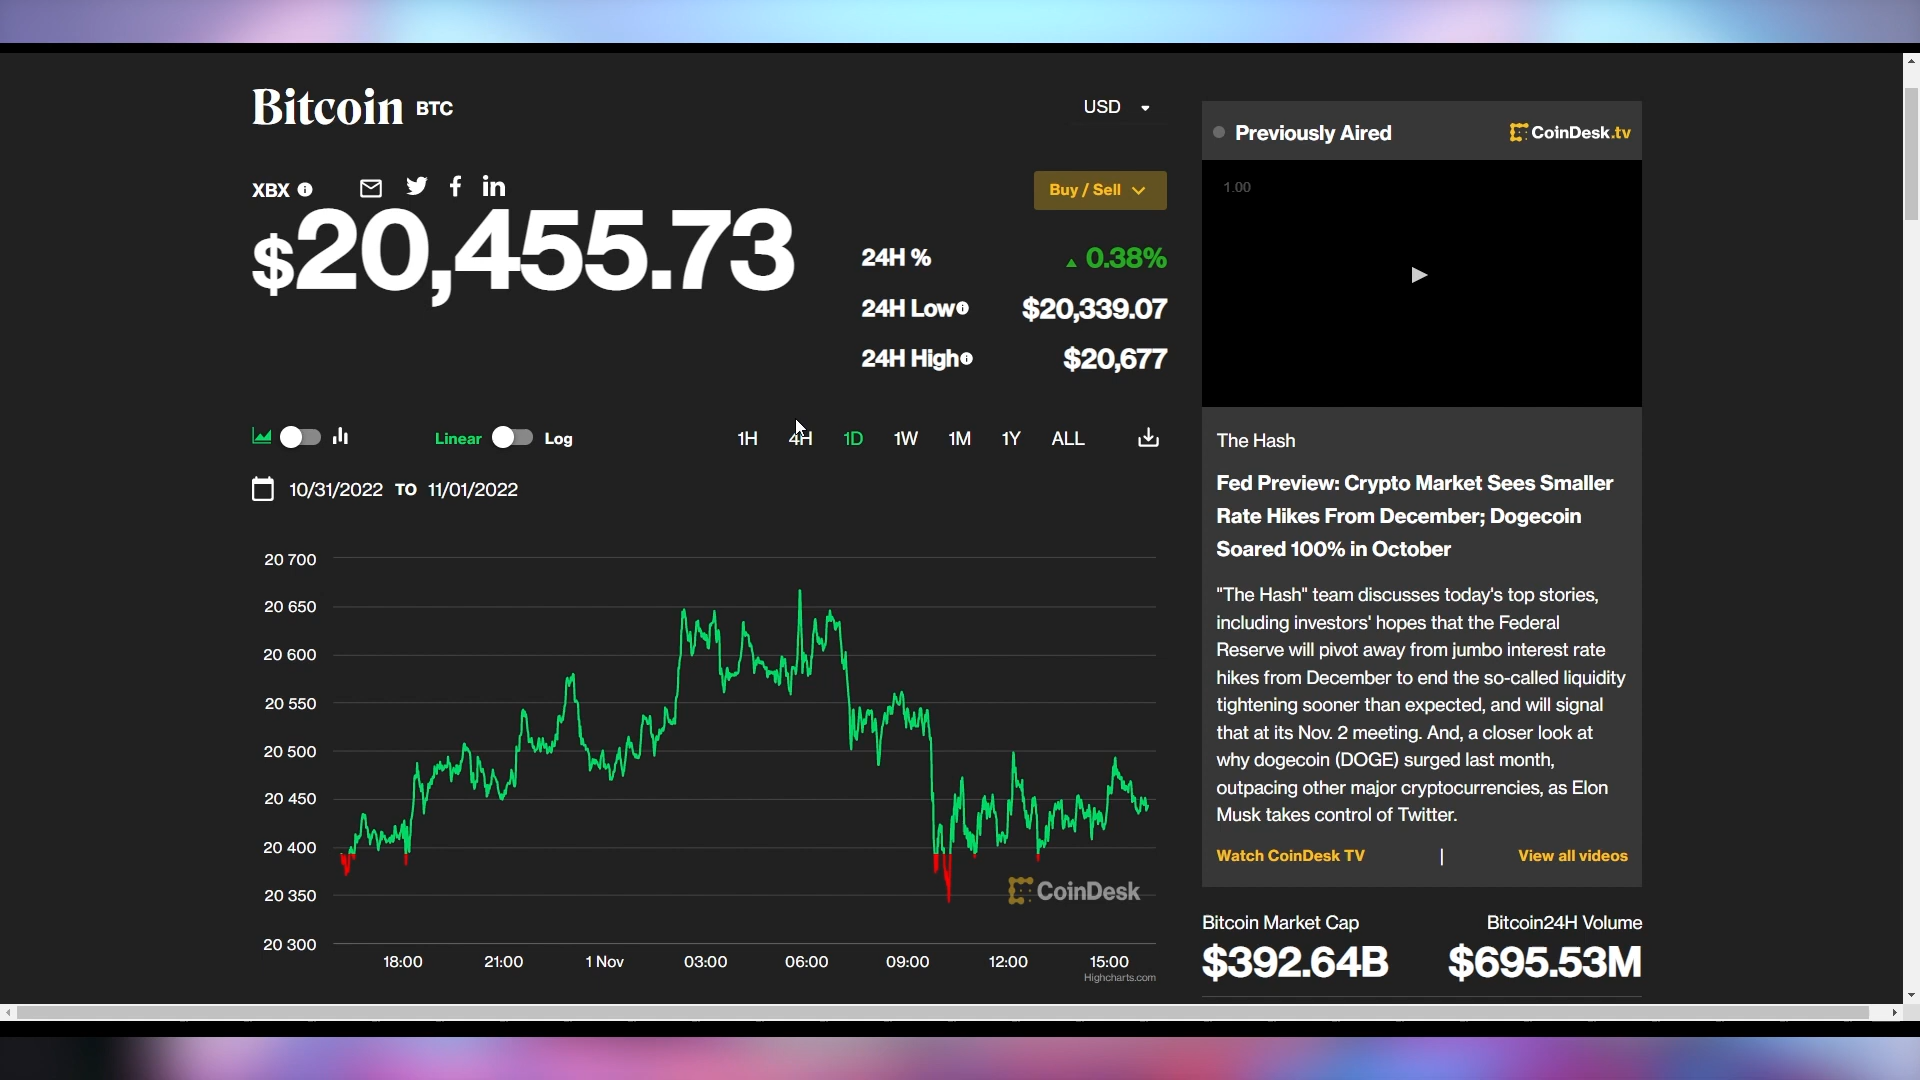 Bitcoin BTC
USD
XBX
$20,455.73
Buy / Sell
24H % 0.38%
24H Low $20,339.07
24H High $20,677
Linear Log
1H 4H 1D 1W 1M 1Y ALL
10/31/2022 TO 11/01/2022
20 700
20 650
20 600
20 550
20 500
20 450
20 400
20 350
20 300
CoinDesk
18:00 21:00 1 Nov 03:00 06:00 09:00 12:00 15:00
Highcharts.com
Previously Aired CoinDesk.tv
1.00
The Hash
Fed Preview: Crypto Market Sees Smaller
Rate Hikes From December; Dogecoin
Soared 100% in October
"The Hash" team discusses today's top stories,
including investors' hopes that the Federal
Reserve will pivot away from jumbo interest rate
hikes from December to end the so-called liquidity
tightening sooner than expected, and will signal
that at its Nov. 2 meeting. And, a closer look at
why dogecoin (DOGE) surged last month,
outpacing other major cryptocurrencies, as Elon
Musk takes control of Twitter.
Watch CoinDesk TV | View all videos
Bitcoin Market Cap Bitcoin24H Volume
$392.64B $695.53M